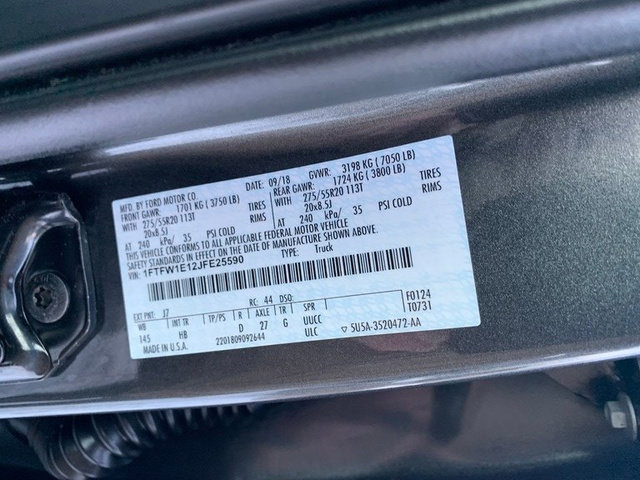 MFD. BY FORD MOTOR CO. DATE: 09/18 GVWR: 3198 KG ( 7050 LB)
FRONT GAWR: 1701 KG ( 3750 LB) REAR GAWR: 1724 KG ( 3800 LB)
WITH 275/55R20 113T TIRES WITH 275/55R20 113T TIRES
20x8.5J RIMS 20x8.5J RIMS
AT 240 kPa/ 35 PSI COLD AT 240 kPa/ 35 PSI COLD
THIS VEHICLE CONFORMS TO ALL APPLICABLE FEDERAL MOTOR VEHICLE
SAFETY STANDARDS IN EFFECT ON THE DATE OF MANUFACTURE SHOWN ABOVE.
VIN: 1FTFW1E12JFE25590 TYPE: Truck
EXT PNT: J7 RC: 44 DSO: F0124
WB INT TR TP/PS R AXLE TR SPR T0731
145 HB D 27 G UUCC
MADE IN U.S.A. 2201809092644 ULC ▽ 5U5A-3520472-AA